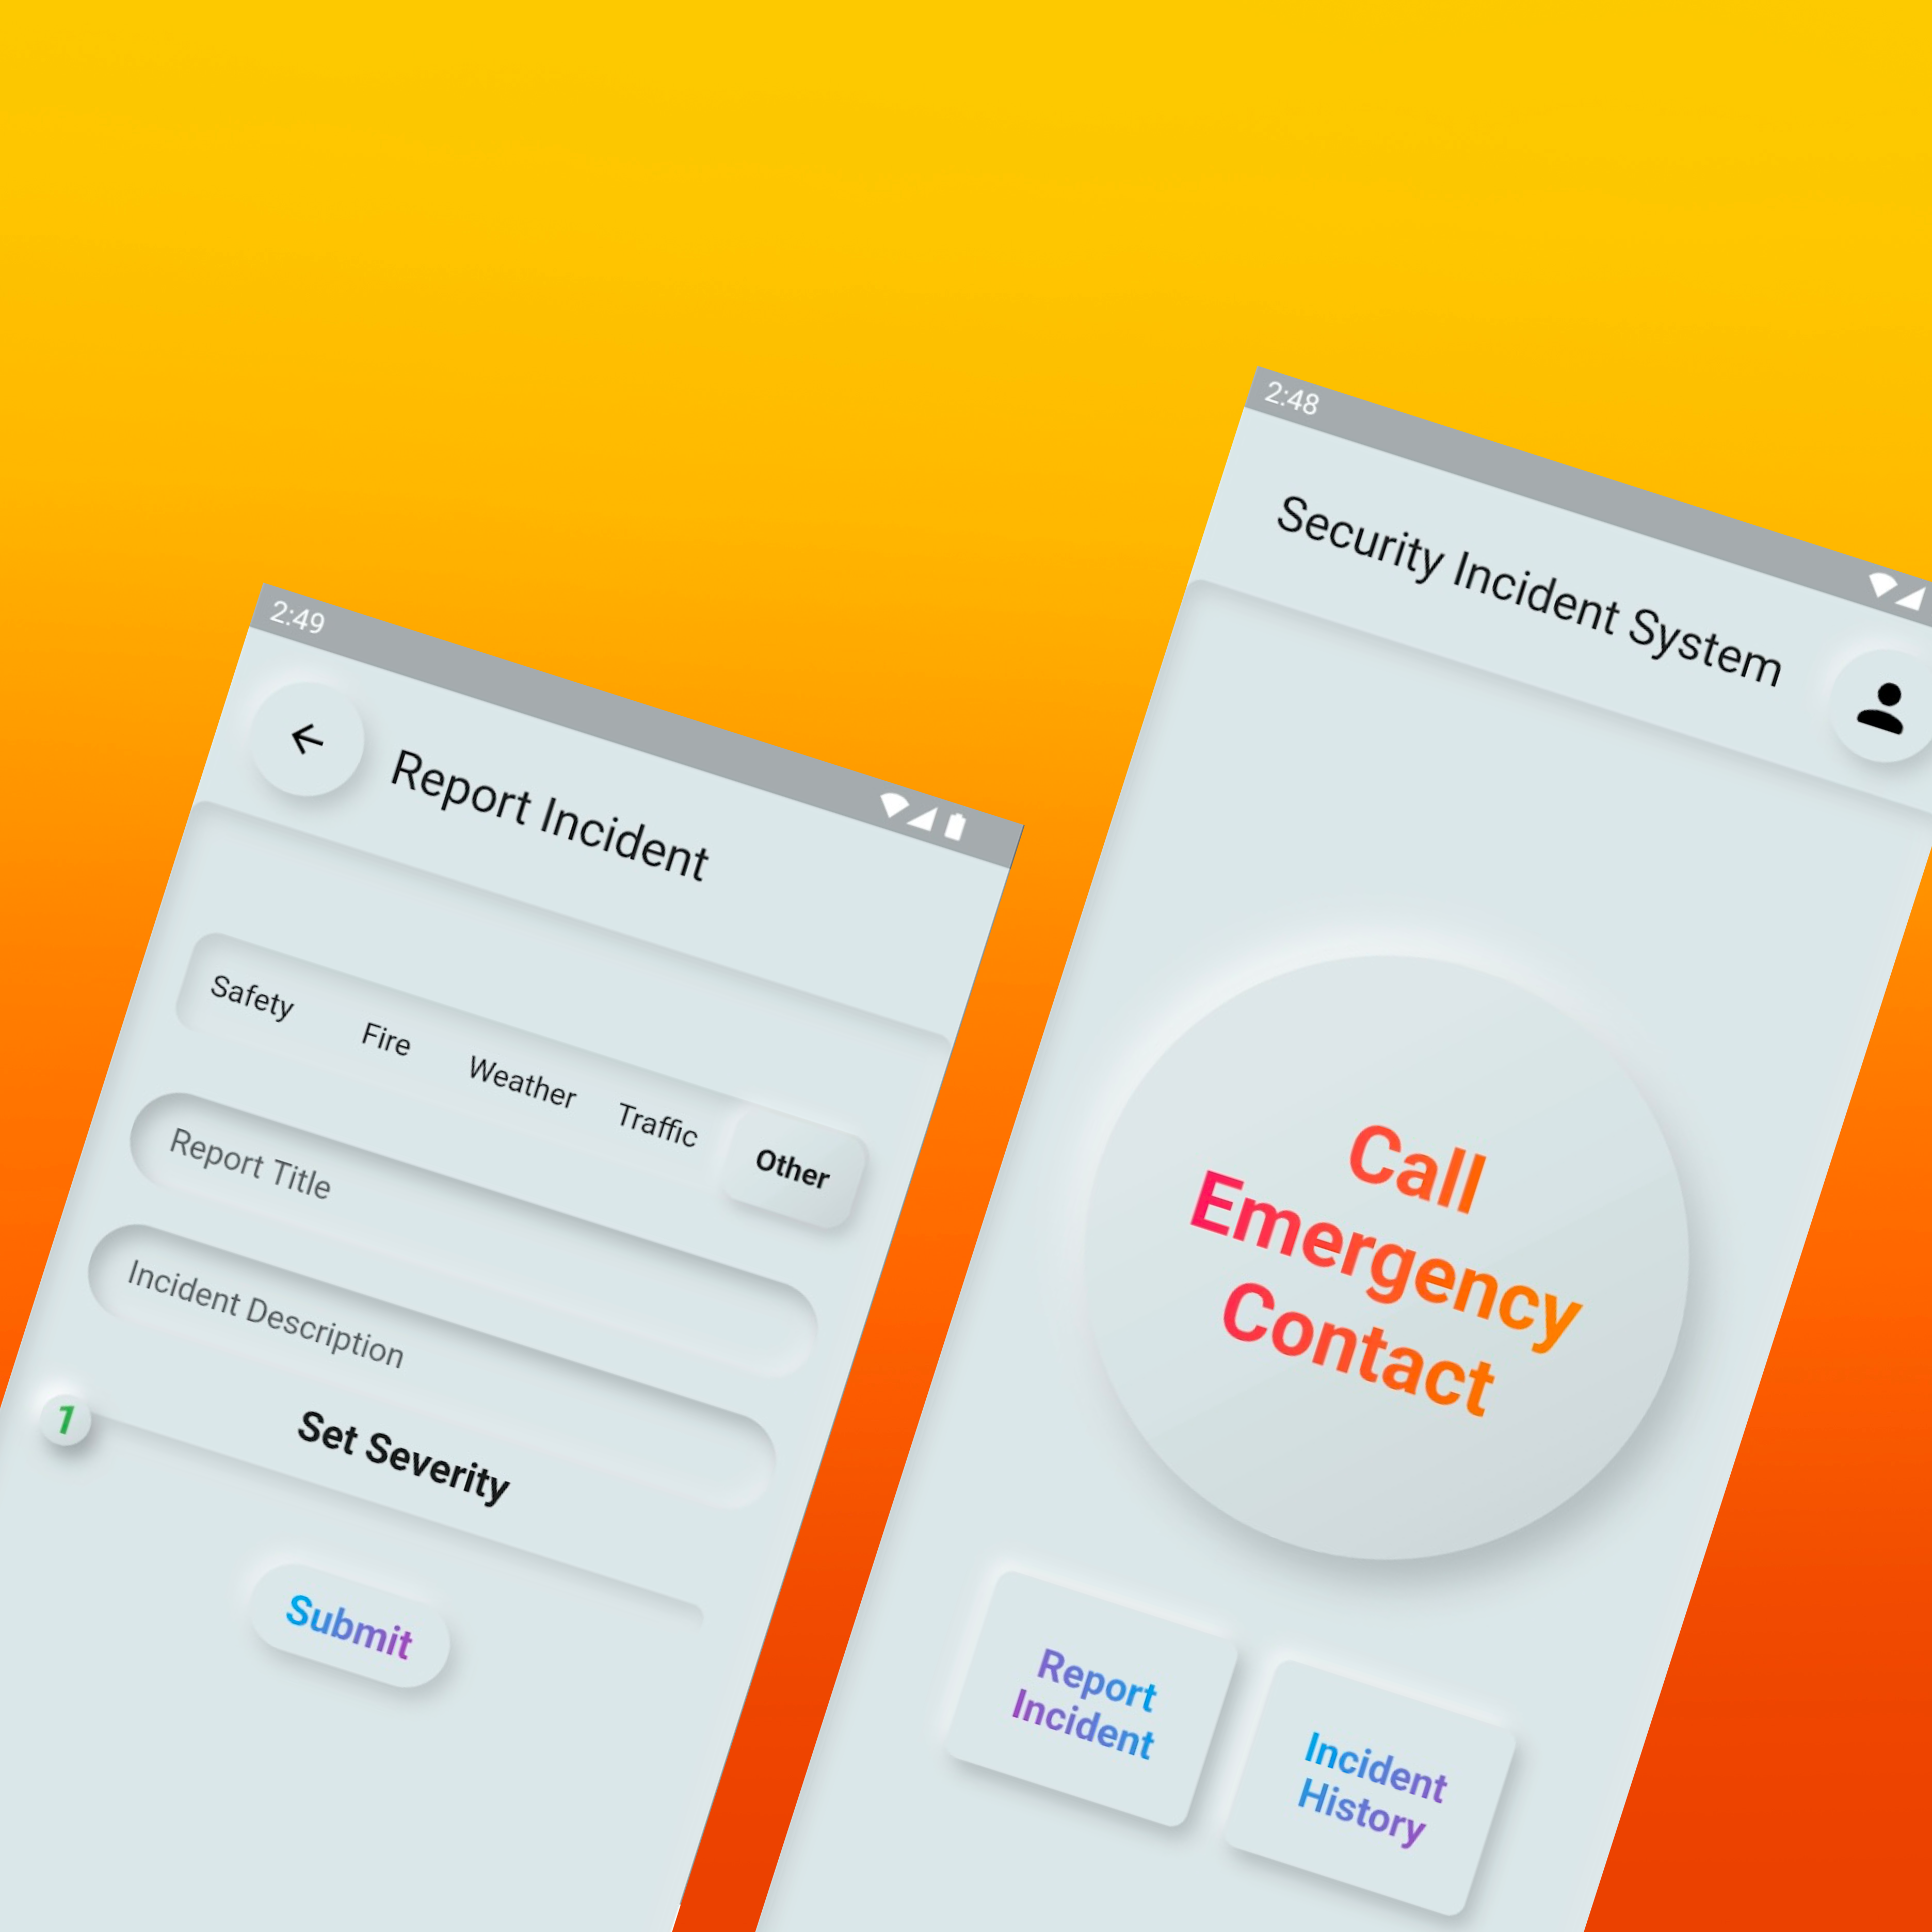 2:49
Report Incident
Safety Fire Weather Traffic Other
Report Title
Incident Description
1
Set Severity
Submit
2:48
Security Incident System
Call
Emergency
Contact
Report
Incident
Incident
History